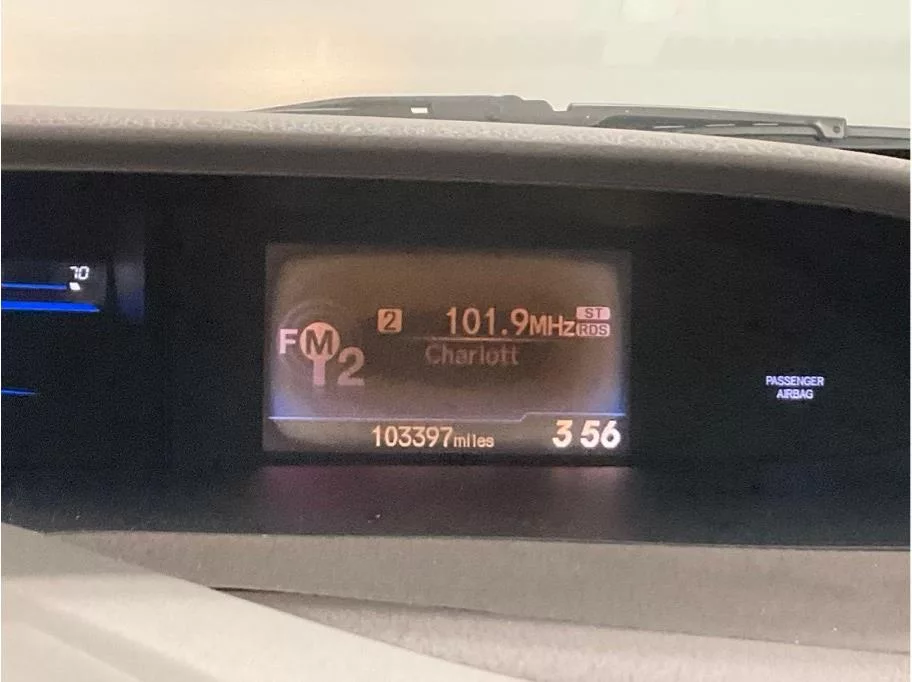 70
2 101.9MHz ST
RDS
FM
2
Charlott
103397miles 3 56
PASSENGER
AIRBAG